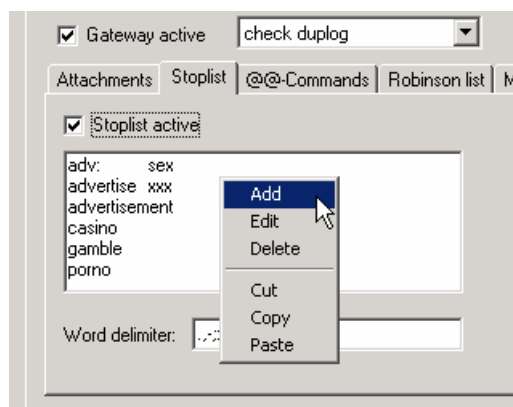 Gateway active check duplog
Attachments Stoplist @@-Commands Robinson list
Stoplist active
adv: sex
advertise xxx
advertisement
casino
gamble
porno
Add
Edit
Delete
Cut
Copy
Paste
Word delimiter: